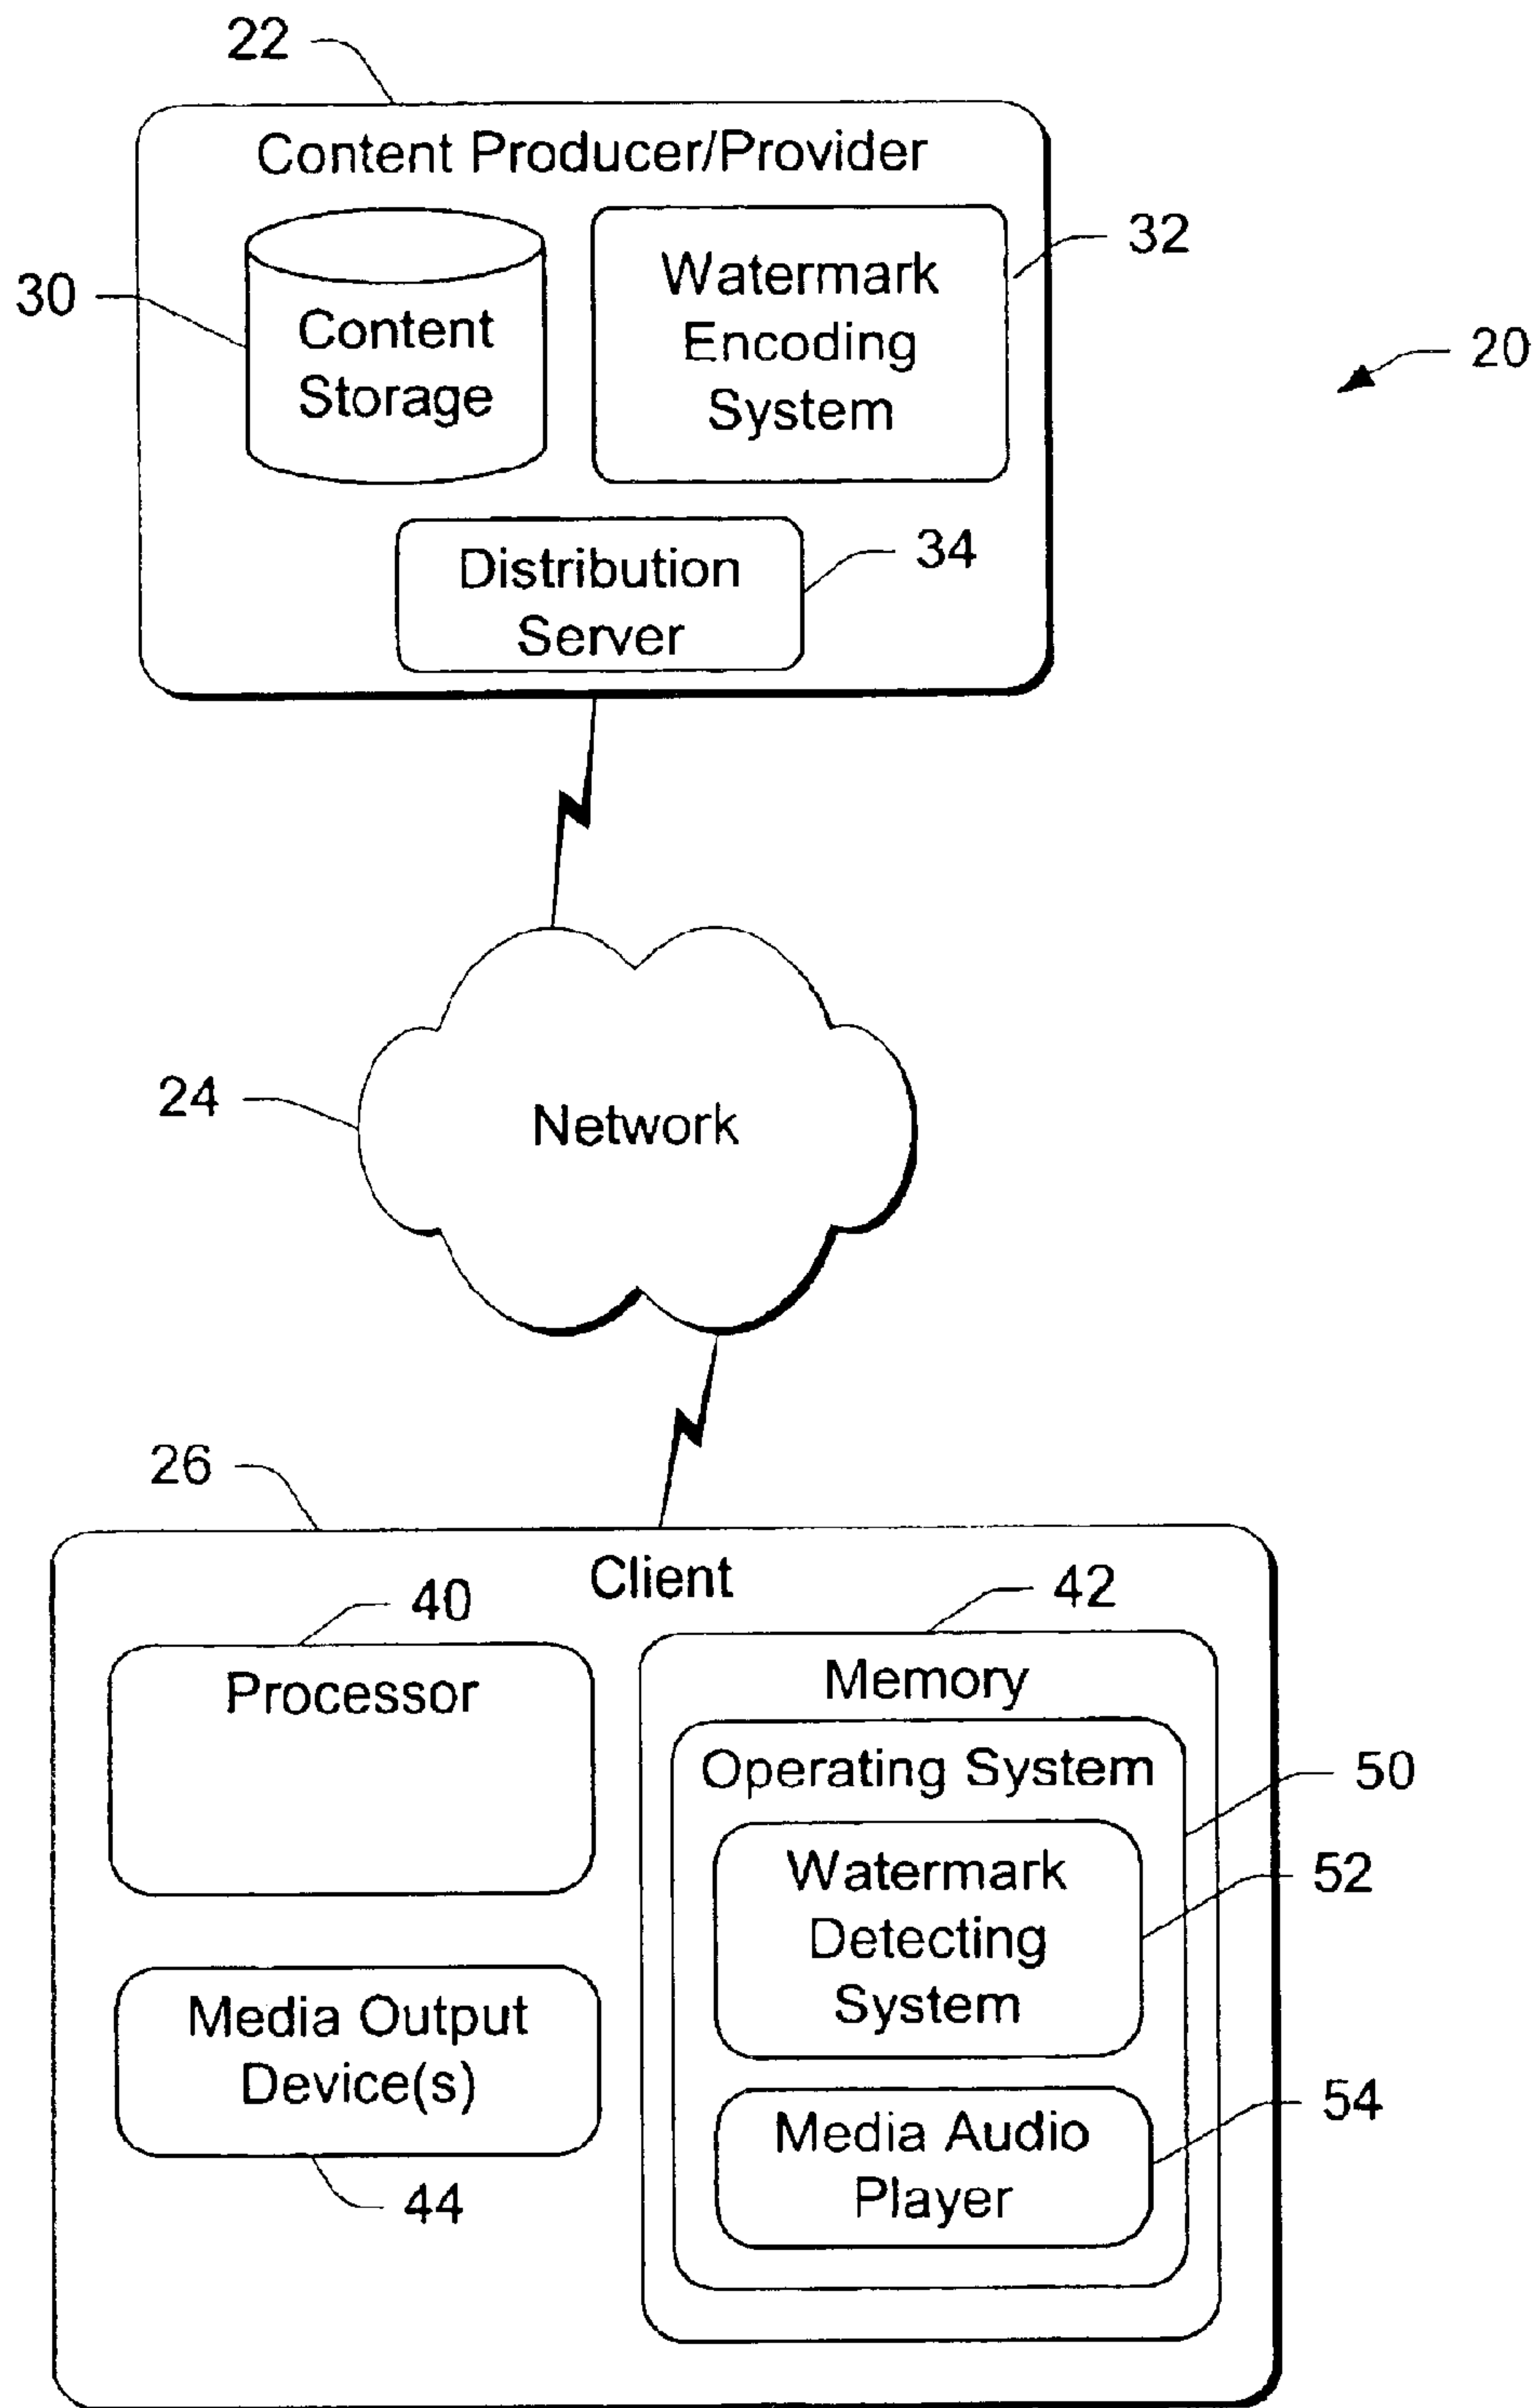 22
Content Producer/Provider
30
Content
Storage
Watermark
Encoding
System
32
20
Distribution
Server
34
24
Network
26
Client
40
Processor
42
Memory
Operating System
50
Watermark
Detecting
System
52
Media Output
Device(s)
44
Media Audio
Player
54